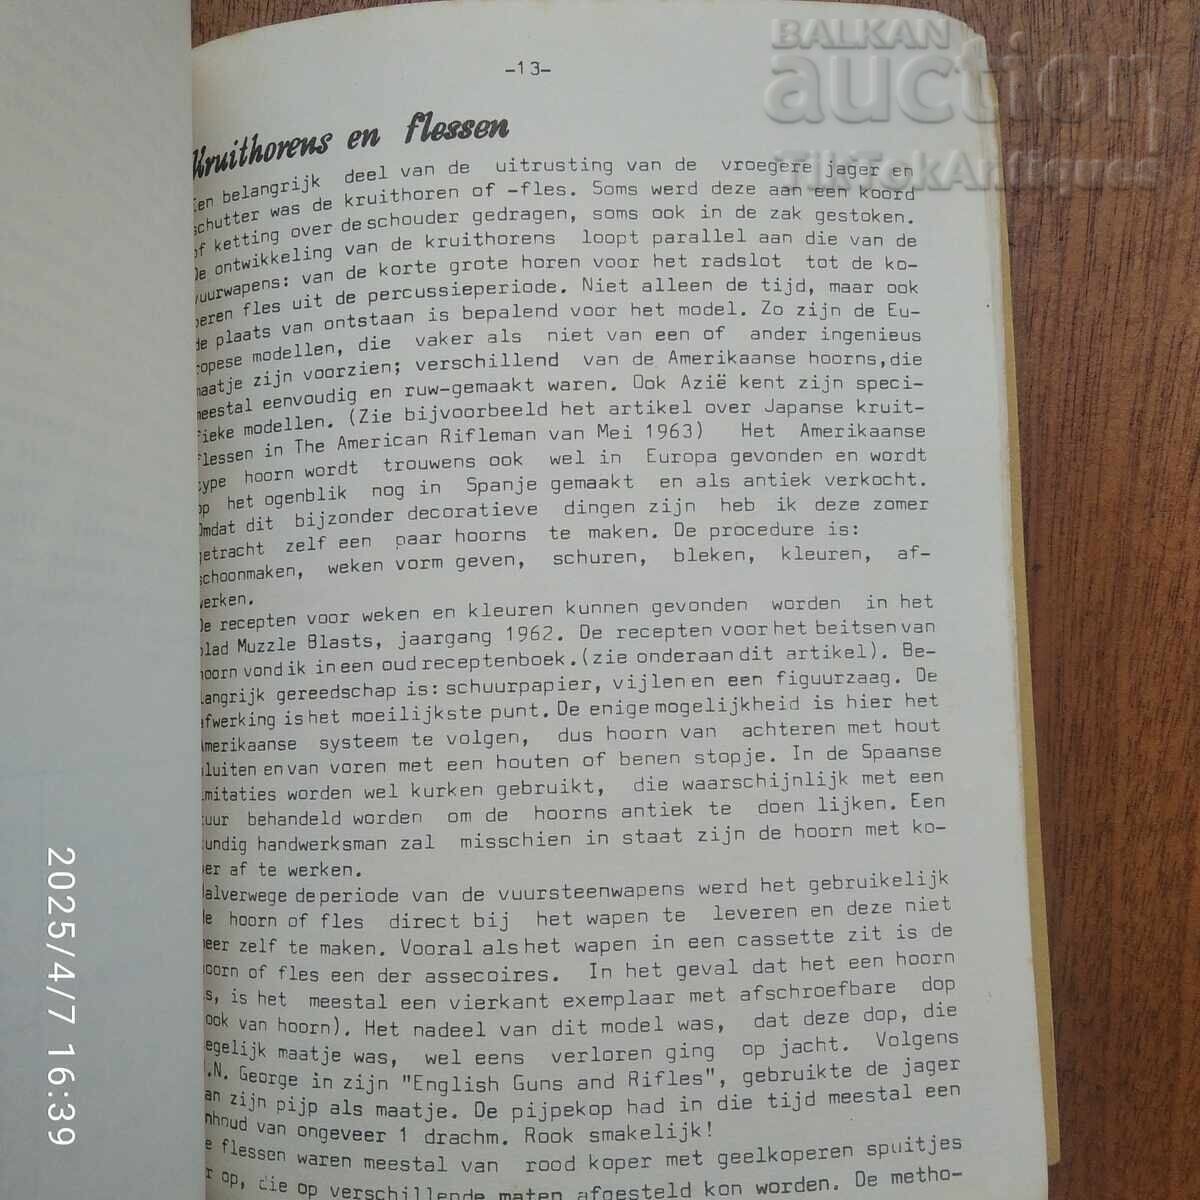 BALKAN
auction
TikTokAntiques
-13-
Kruithorens en flessen
Een belangrijk deel van de uitrusting van de vroegere jager en
schutter was de kruithoren of -fles. Soms werd deze aan een koord
of ketting over de schouder gedragen, soms ook in de zak gestoken.
De ontwikkeling van de kruithorens loopt parallel aan die van de
vuurwapens: van de korte grote horen voor het radslot tot de ko-
peren fles uit de percussieperiode. Niet alleen de tijd, maar ook
de plaats van ontstaan is bepalend voor het model. Zo zijn de Eu-
ropese modellen, die vaker als niet van een of ander ingenieus
maatje zijn voorzien; verschillend van de Amerikaanse hoorns,die
meestal eenvoudig en ruw-gemaakt waren. Ook Azië kent zijn speci-
fieke modellen. (Zie bijvoorbeeld het artikel over Japanse kruit-
flessen in The American Rifleman van Mei 1963) Het Amerikaanse
type hoorn wordt trouwens ook wel in Europa gevonden en wordt
op het ogenblik nog in Spanje gemaakt en als antiek verkocht.
Omdat dit bijzonder decoratieve dingen zijn heb ik deze zomer
getracht zelf een paar hoorns te maken. De procedure is:
schoonmaken, weken vorm geven, schuren, bleken, kleuren, af-
werken.
De recepten voor weken en kleuren kunnen gevonden worden in het
blad Muzzle Blasts, jaargang 1962. De recepten voor het beitsen van
hoorn vond ik in een oud receptenboek.(zie onderaan dit artikel). Be-
langrijk gereedschap is: schuurpapier, vijlen en een figuurzaag. De
afwerking is het moeilijkste punt. De enige mogelijkheid is hier het
Amerikaanse systeem te volgen, dus hoorn van achteren met hout
sluiten en van voren met een houten of benen stopje. In de Spaanse
imitaties worden wel kurken gebruikt, die waarschijnlijk met een
zuur behandeld worden om de hoorns antiek te doen lijken. Een
kundig handwerksman zal misschien in staat zijn de hoorn met ko-
per af te werken.
Halverwege de periode van de vuursteenwapens werd het gebruikelijk
de hoorn of fles direct bij het wapen te leveren en deze niet
meer zelf te maken. Vooral als het wapen in een cassette zit is de
hoorn of fles een der assecoires. In het geval dat het een hoorn
is, is het meestal een vierkant exemplaar met afschroefbare dop
(ook van hoorn). Het nadeel van dit model was, dat deze dop, die
tegelijk maatje was, wel eens verloren ging op jacht. Volgens
.N. George in zijn "English Guns and Rifles", gebruikte de jager
dan zijn pijp als maatje. De pijpekop had in die tijd meestal een
inhoud van ongeveer 1 drachm. Rook smakelijk!
De flessen waren meestal van rood koper met geelkoperen spuitjes
er op, die op verschillende maten afgesteld kon worden. De metho-
2025/4/7 16:39